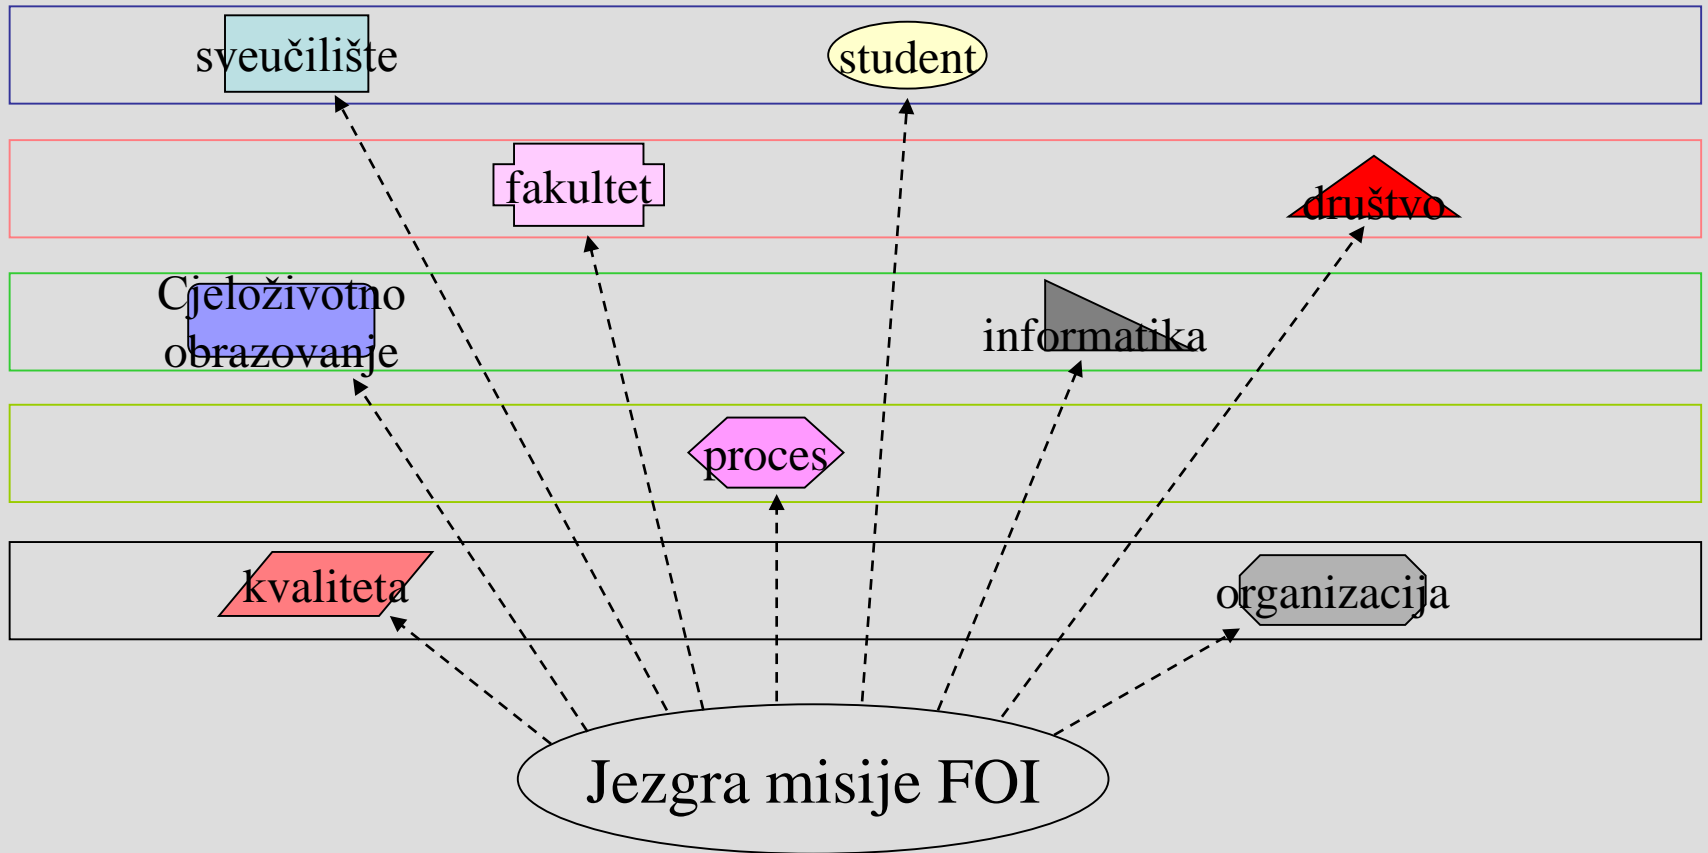 sveučilište
student
fakultet
društvo
Cjeloživotno
obrazovanje
informatika
proces
kvaliteta
organizacija
Jezgra misije FOI